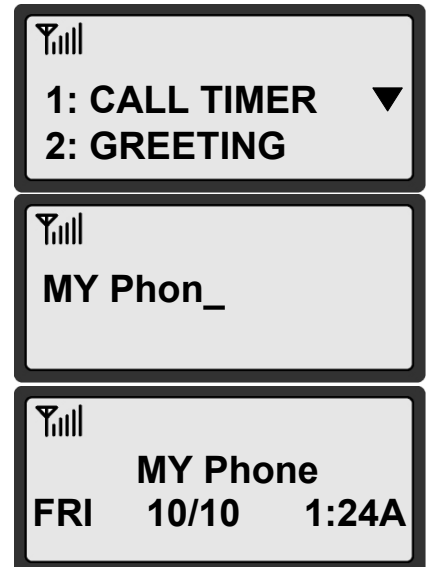 1: CALL TIMER ▼
2: GREETING
MY Phon_
MY Phone
FRI 10/10 1:24A